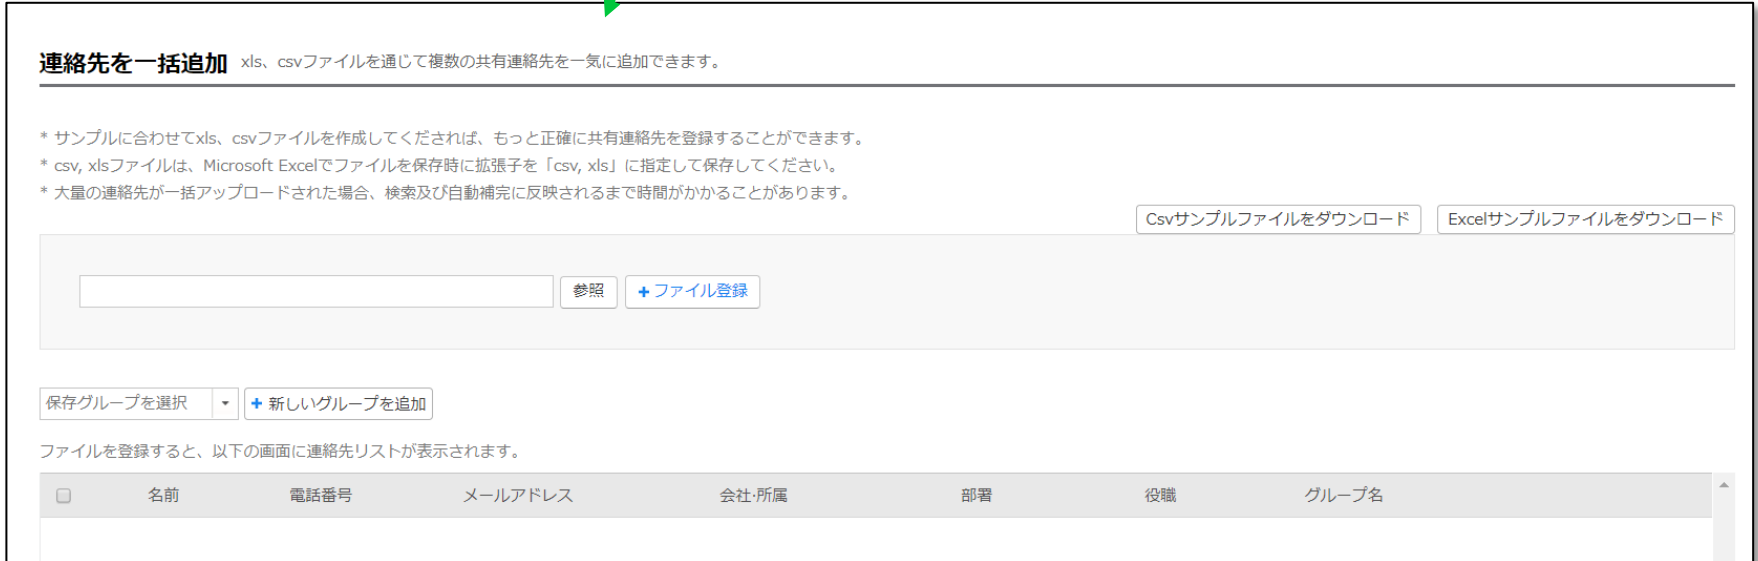 連絡先を一括追加 xls、csvファイルを通じて複数の共有連絡先を一気に追加できます。
* サンプルに合わせてxls、csvファイルを作成してくだされば、もっと正確に共有連絡先を登録することができます。
* csv, xlsファイルは、Microsoft Excelでファイルを保存時に拡張子を「csv, xls」に指定して保存してください。
* 大量の連絡先が一括アップロードされた場合、検索及び自動補完に反映されるまで時間がかかることがあります。
Csvサンプルファイルをダウンロード Excelサンプルファイルをダウンロード
参照 +ファイル登録
保存グループを選択 + 新しいグループを追加
ファイルを登録すると、以下の画面に連絡先リストが表示されます。
名前 電話番号 メールアドレス 会社·所属 部署 役職 グループ名